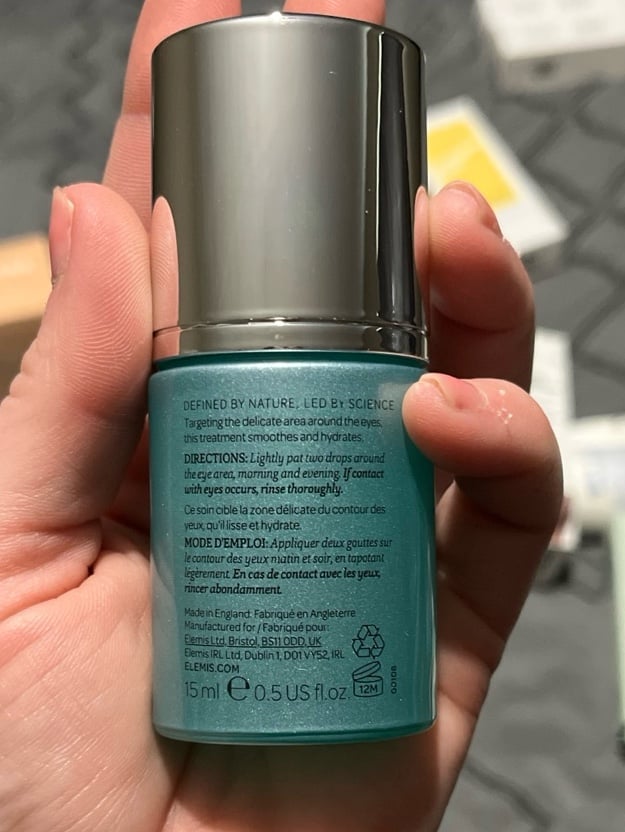 DEFINED BY NATURE, LED BY SCIENCE
Targeting the delicate area around the eyes,
this treatment smoothes and hydrates.
DIRECTIONS: Lightly pat two drops around
the eye area, morning and evening. If contact
with eyes occurs, rinse thoroughly.
Ce soin cible la zone délicate du contour des
yeux, qu'il lisse et hydrate.
MODE D'EMPLOI: Appliquer deux gouttes sur
le contour des yeux matin et soir, en tapotant
légèrement. En cas de contact avec les yeux,
rincer abondamment.
Made in England: Fabriqué en Angleterre
Manufactured for / Fabriqué pour:
Elemis Ltd, Bristol, BS11 0DD, UK
Elemis IRL Ltd, Dublin 1, D01 VY52, IRL
ELEMIS.COM
15 ml e 0.5 US fl.oz
12M
00108